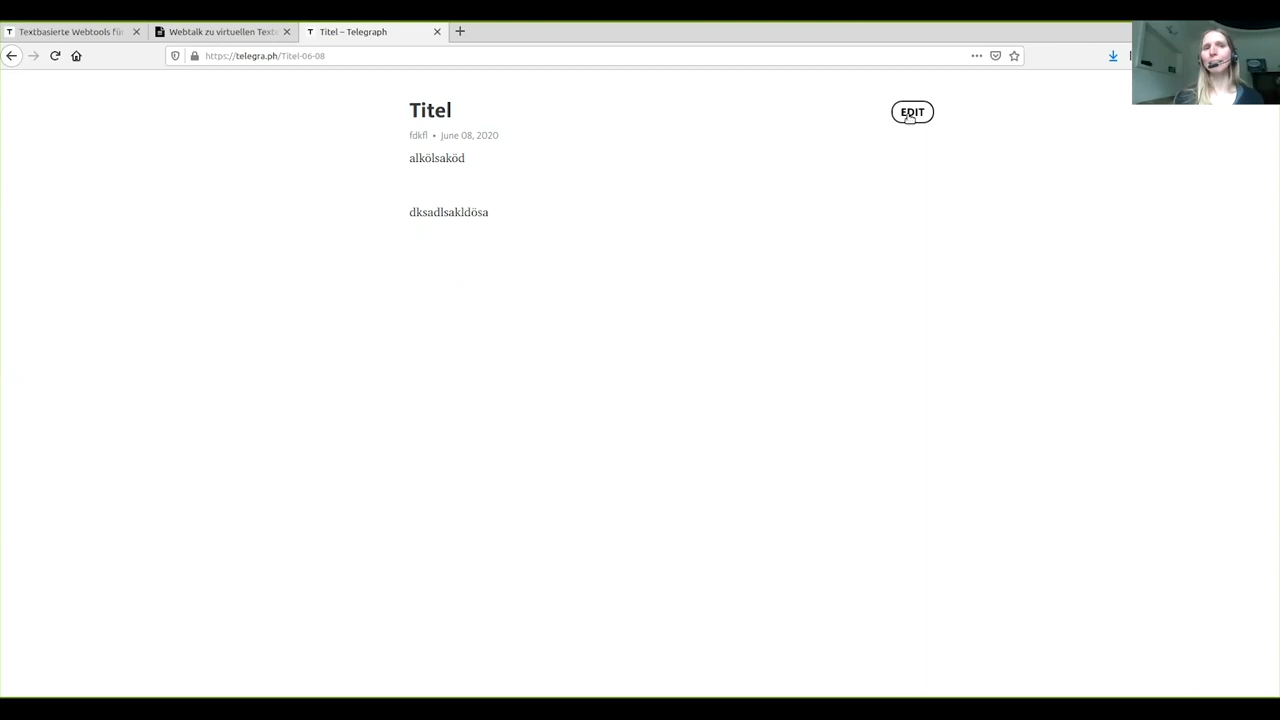 Textbasierte Webtools für
Webtalk zu virtuellen Texte
Titel – Telegraph
https://telegra.ph/Titel-06-08
Titel
EDIT
fdkfl • June 08, 2020
alkölsaköd
dksadlsakldösa